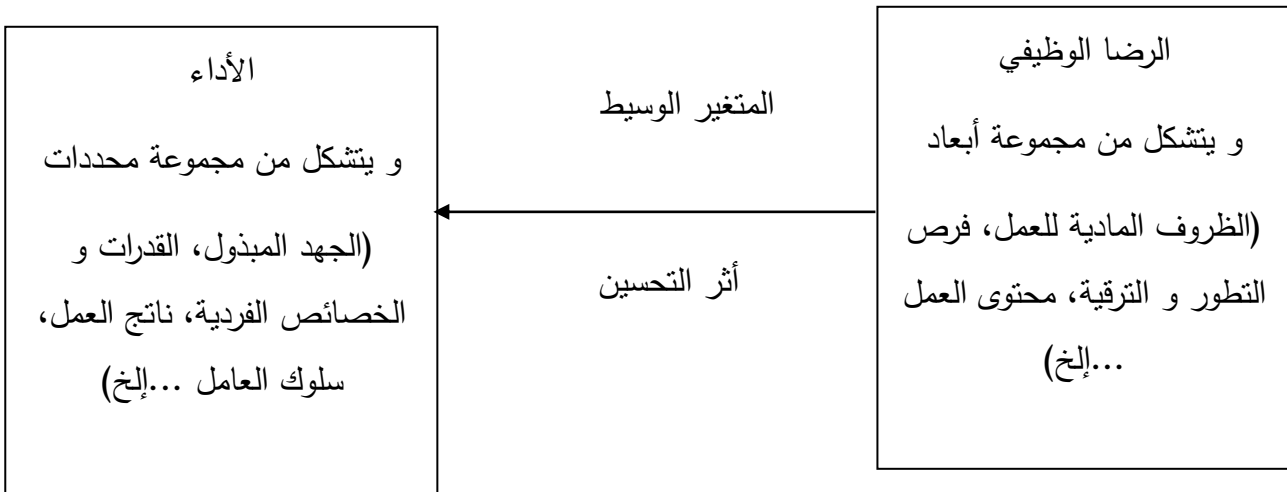 الرضا الوظيفي
و يتشكل من مجموعة أبعاد
(الظروف المادية للعمل، فرص
التطور و الترقية، محتوى العمل
...إلخ)
المتغير الوسيط
أثر التحسين
الأداء
و يتشكل من مجموعة محددات
(الجهد المبذول، القدرات و
الخصائص الفردية، ناتج العمل،
سلوك العامل ...إلخ)